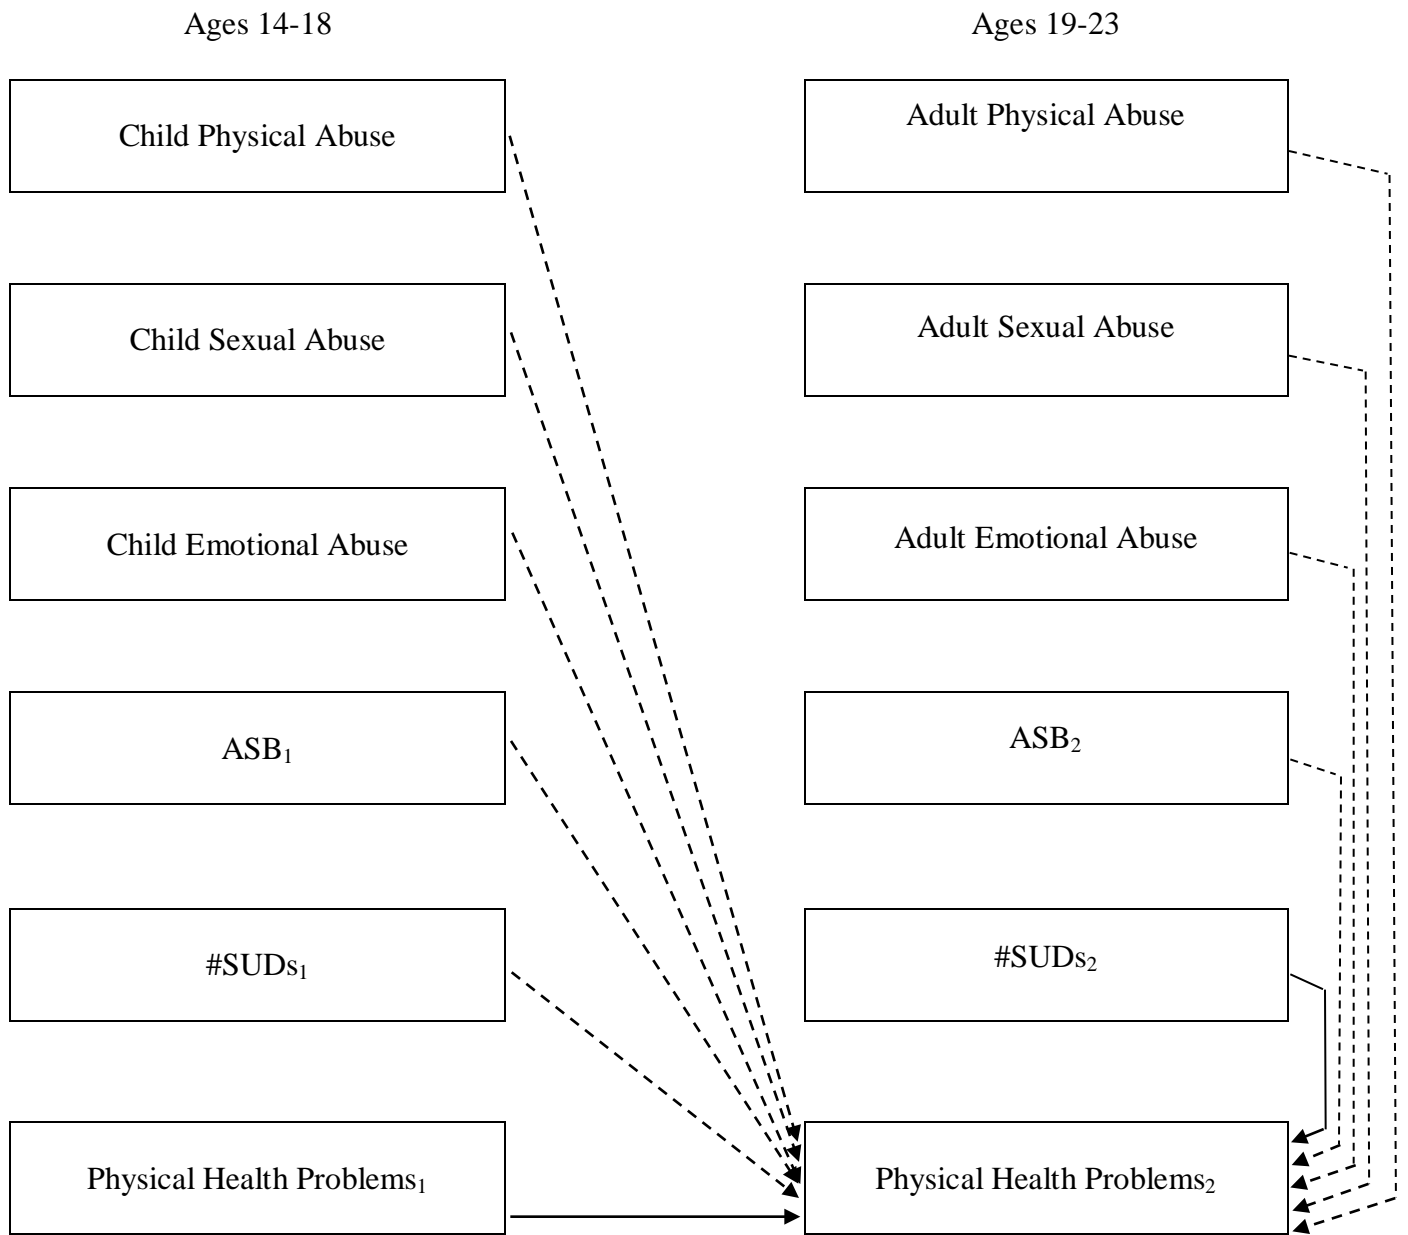 Ages 14-18
Ages 19-23
Child Physical Abuse
Adult Physical Abuse
Child Sexual Abuse
Adult Sexual Abuse
Child Emotional Abuse
Adult Emotional Abuse
ASB₁
ASB₂
#SUDs₁
#SUDs₂
Physical Health Problems₁
Physical Health Problems₂